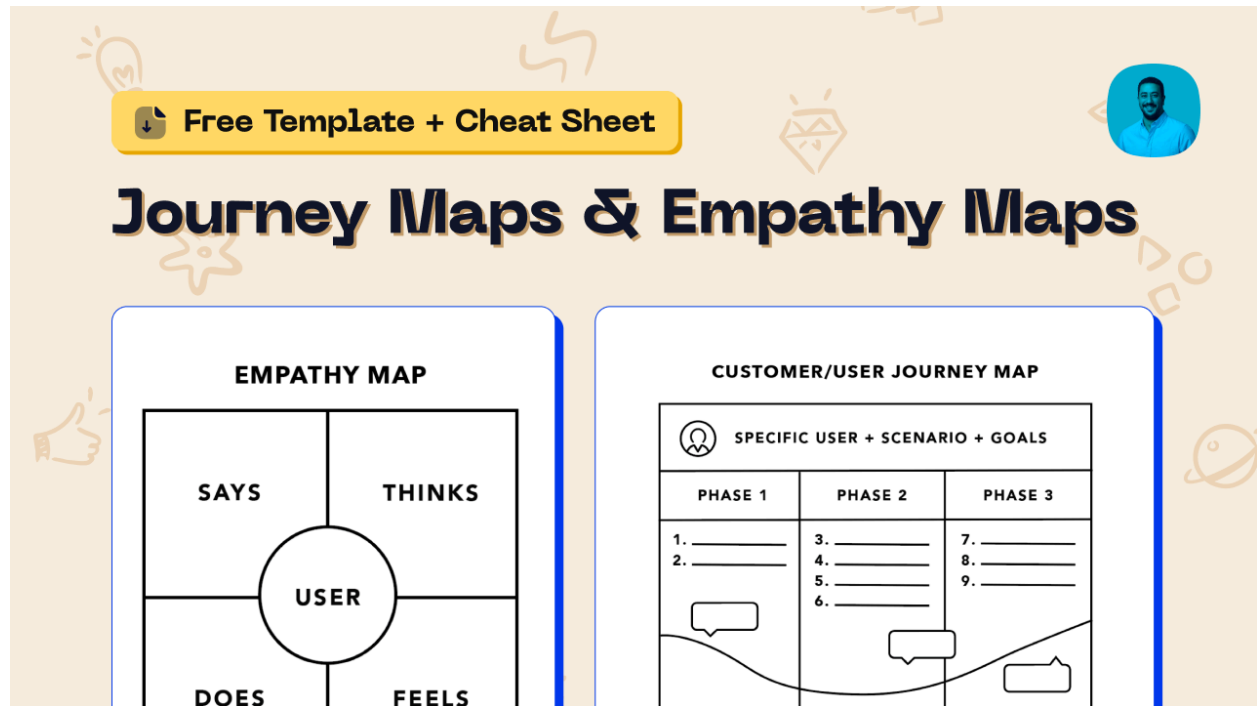 Free Template + Cheat Sheet
Journey Maps & Empathy Maps
EMPATHY MAP
SAYS
THINKS
USER
DOES
FEELS
CUSTOMER/USER JOURNEY MAP
SPECIFIC USER + SCENARIO + GOALS
PHASE 1
PHASE 2
PHASE 3
1.
2.
3.
4.
5.
6.
7.
8.
9.